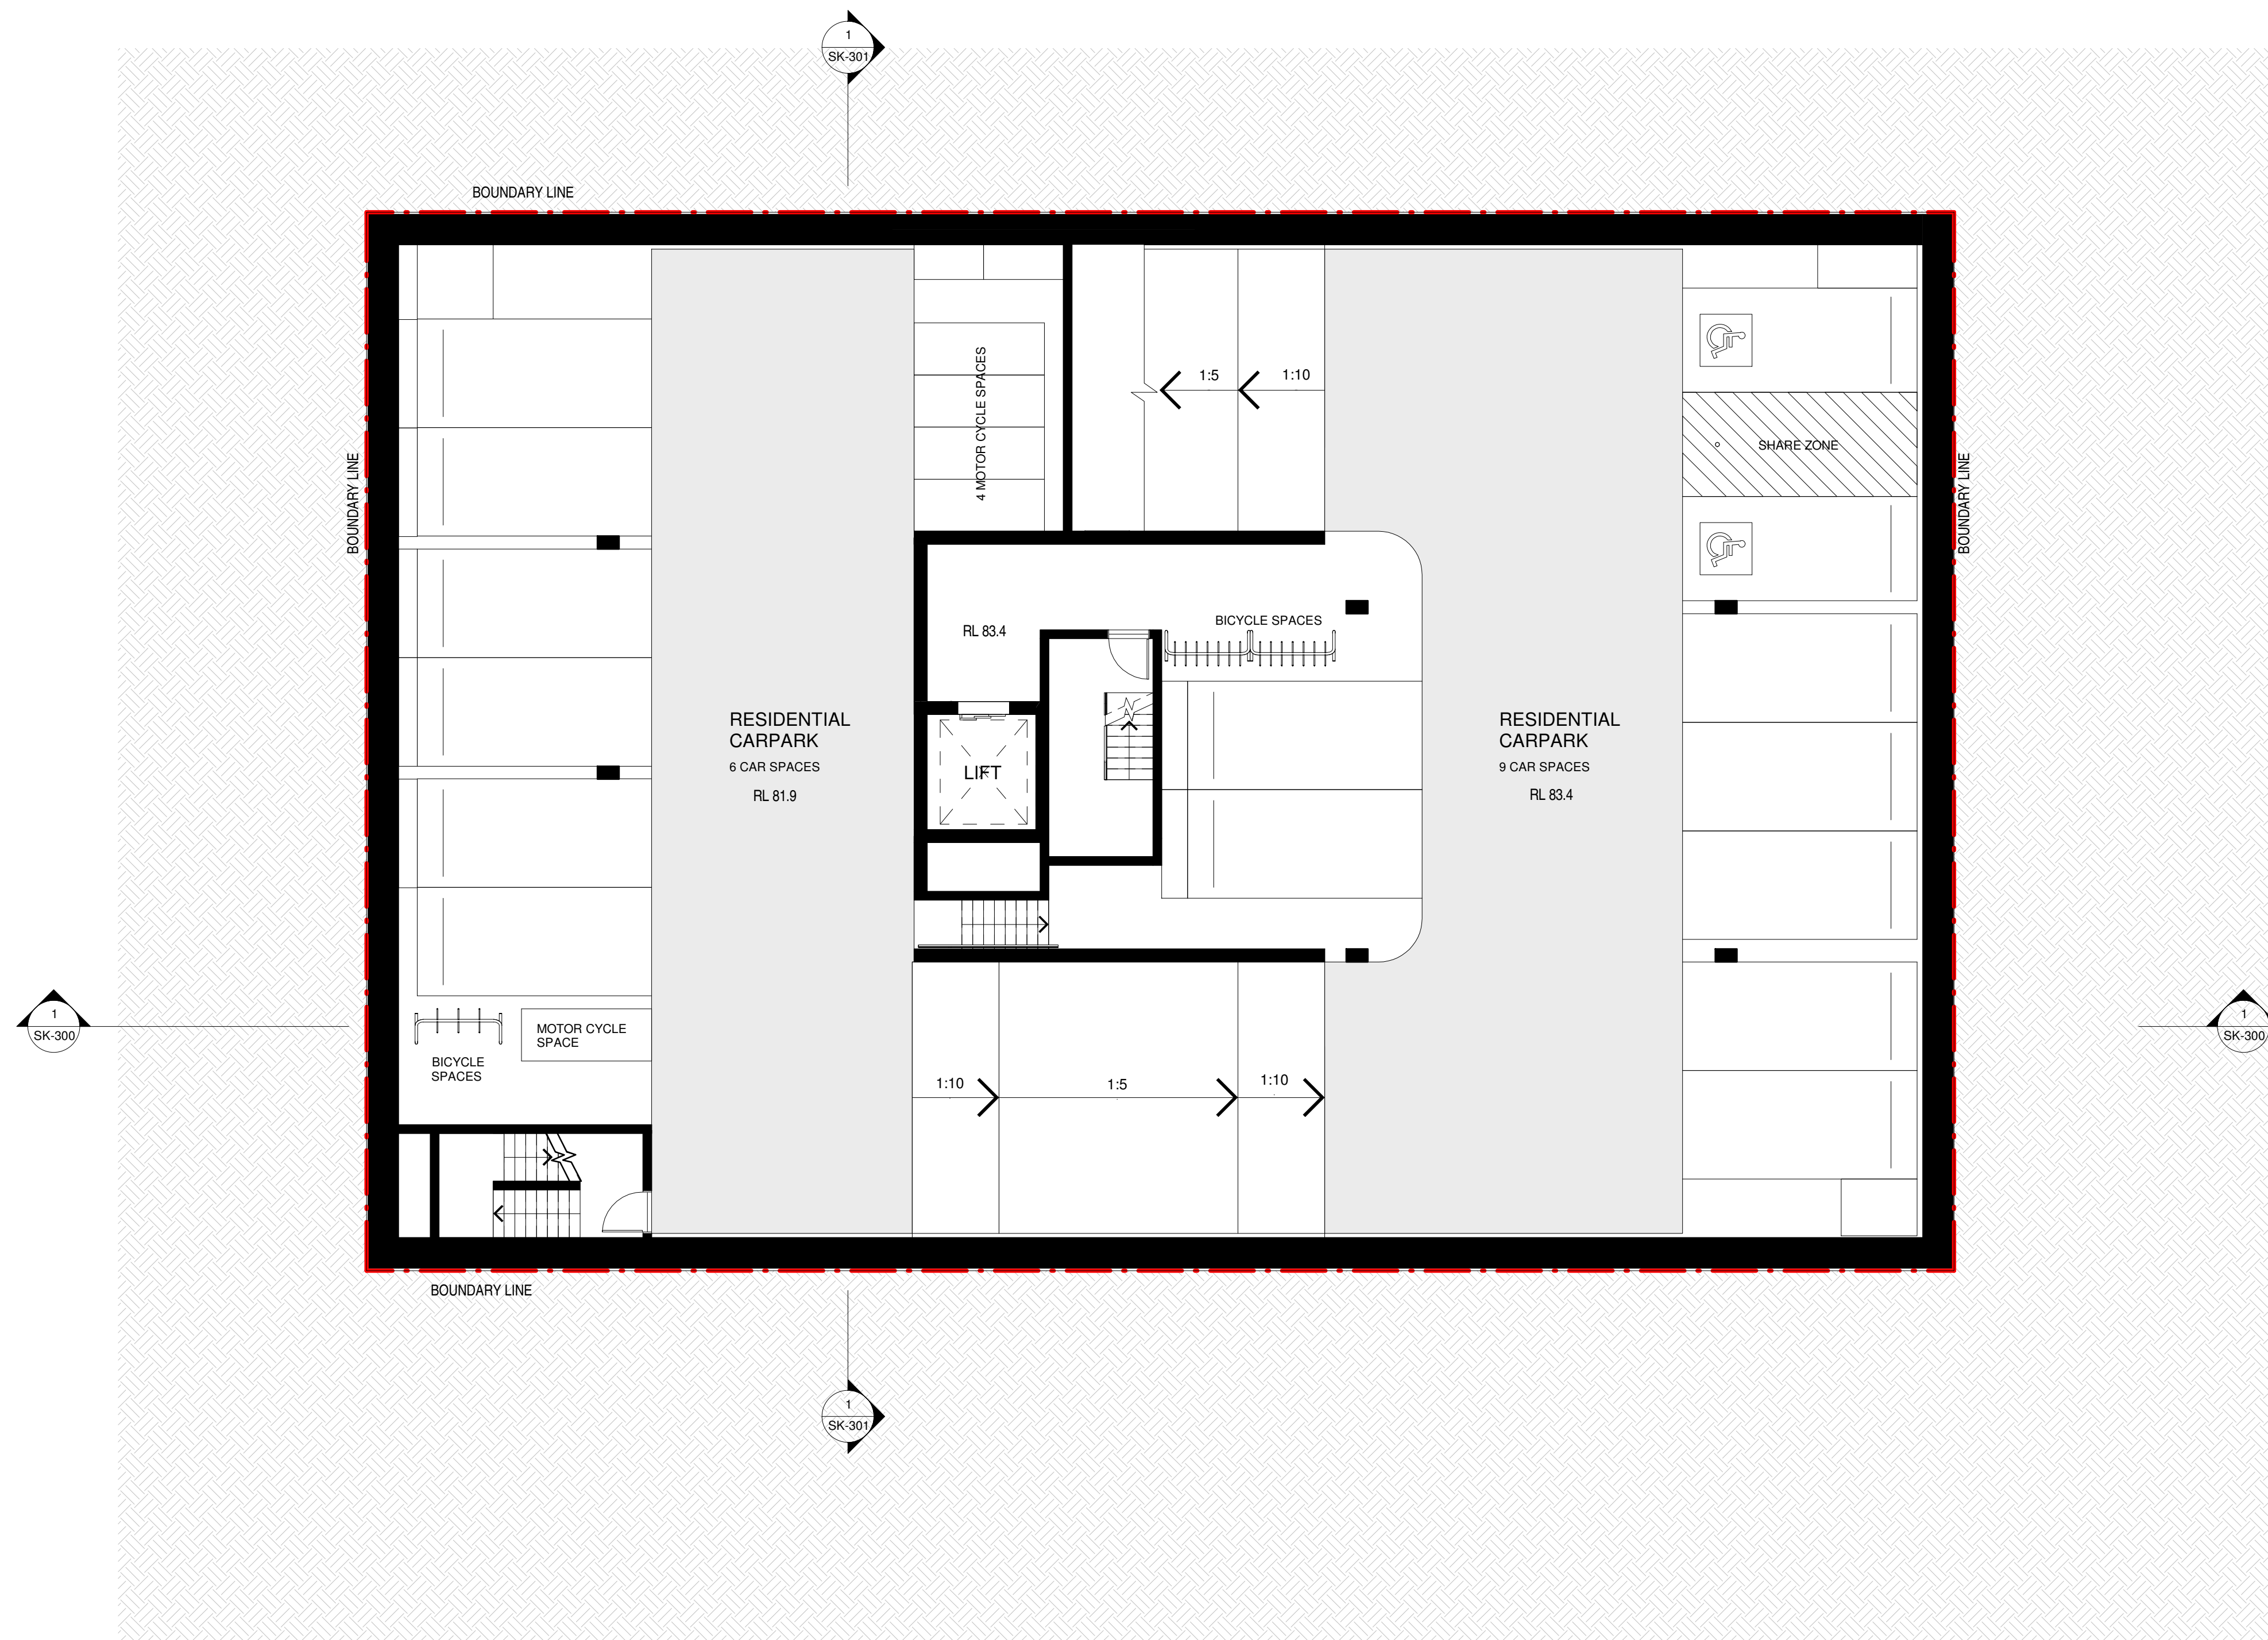 1
SK-301
BOUNDARY LINE
BOUNDARY LINE
BOUNDARY LINE
4 MOTOR CYCLE SPACES
1:5
1:10
SHARE ZONE
BICYCLE SPACES
RL 83.4
RESIDENTIAL
CARPARK
6 CAR SPACES
RL 81.9
LIFT
RESIDENTIAL
CARPARK
9 CAR SPACES
RL 83.4
1
SK-300
MOTOR CYCLE
SPACE
BICYCLE
SPACES
1:10
1:5
1:10
1
SK-300
BOUNDARY LINE
1
SK-301